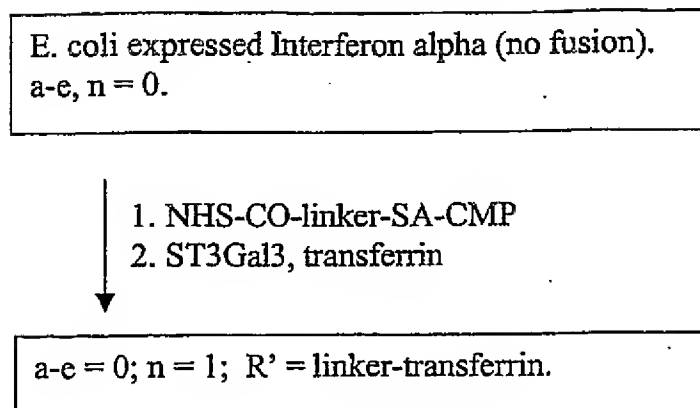 E. coli expressed Interferon alpha (no fusion).
a-e, n = 0.
1. NHS-CO-linker-SA-CMP
2. ST3Gal3, transferrin
a-e = 0; n = 1; R' = linker-transferrin.